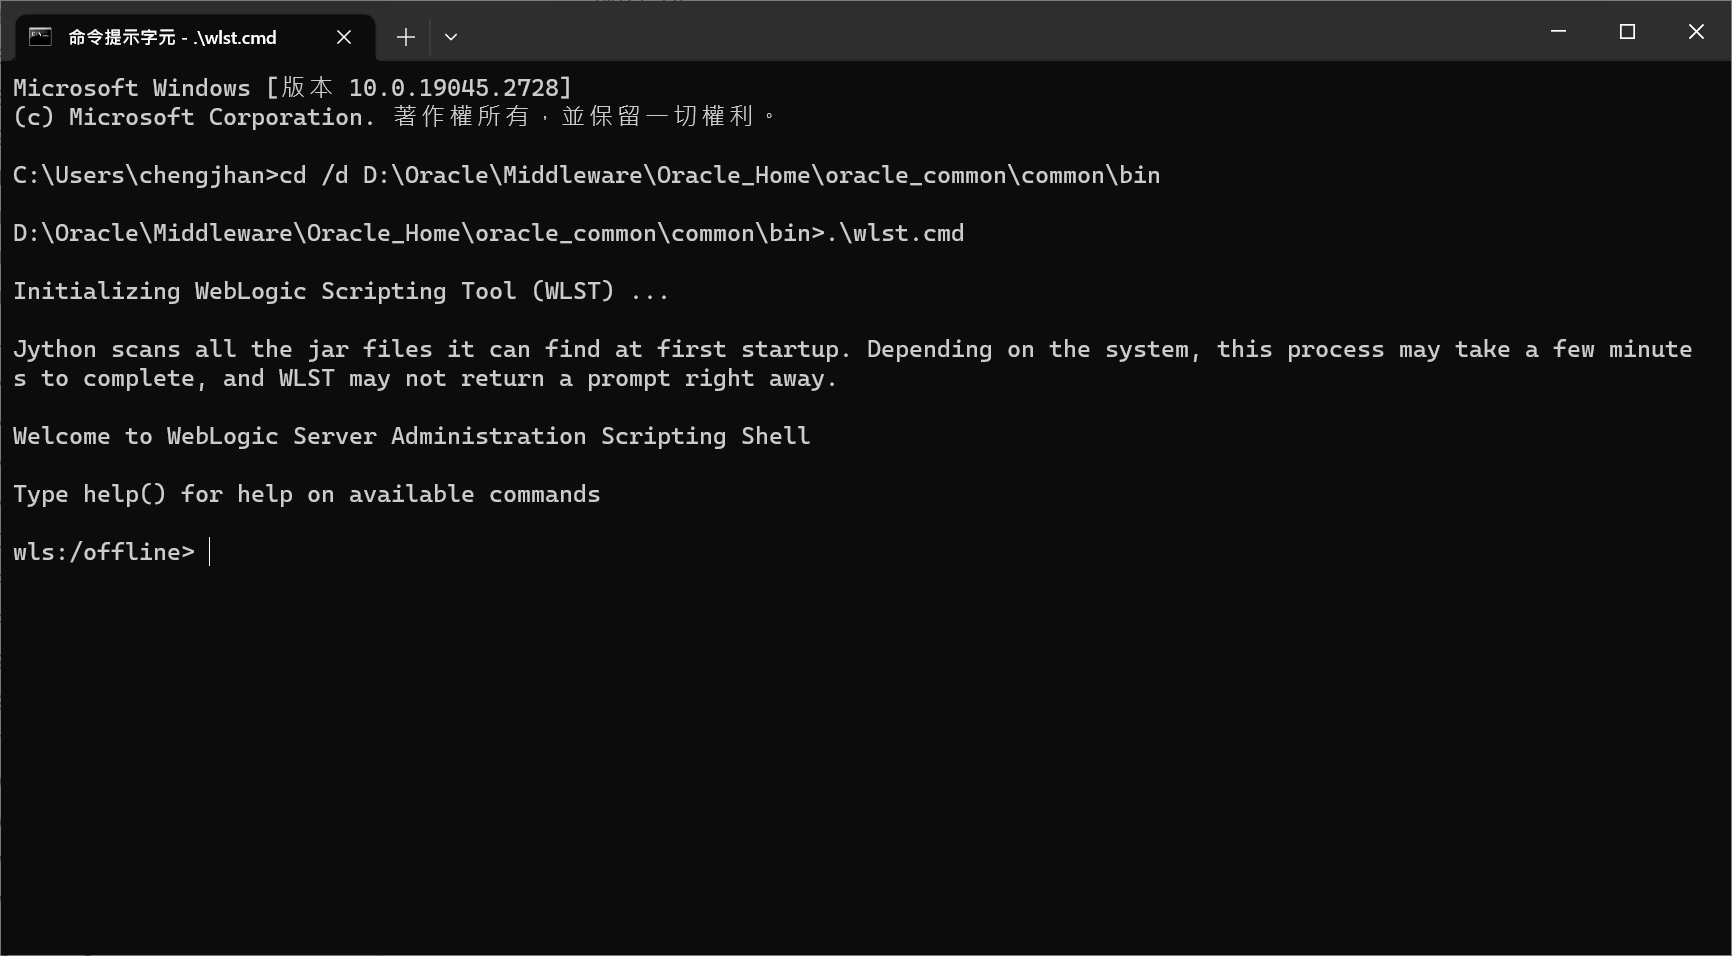 命令提示字元 - .\wlst.cmd
Microsoft Windows [版本 10.0.19045.2728]
(c) Microsoft Corporation. 著作權所有，並保留一切權利。
C:\Users\chengjhan>cd /d D:\Oracle\Middleware\Oracle_Home\oracle_common\common\bin
D:\Oracle\Middleware\Oracle_Home\oracle_common\common\bin>.\wlst.cmd
Initializing WebLogic Scripting Tool (WLST) ...
Jython scans all the jar files it can find at first startup. Depending on the system, this process may take a few minute
s to complete, and WLST may not return a prompt right away.
Welcome to WebLogic Server Administration Scripting Shell
Type help() for help on available commands
wls:/offline>